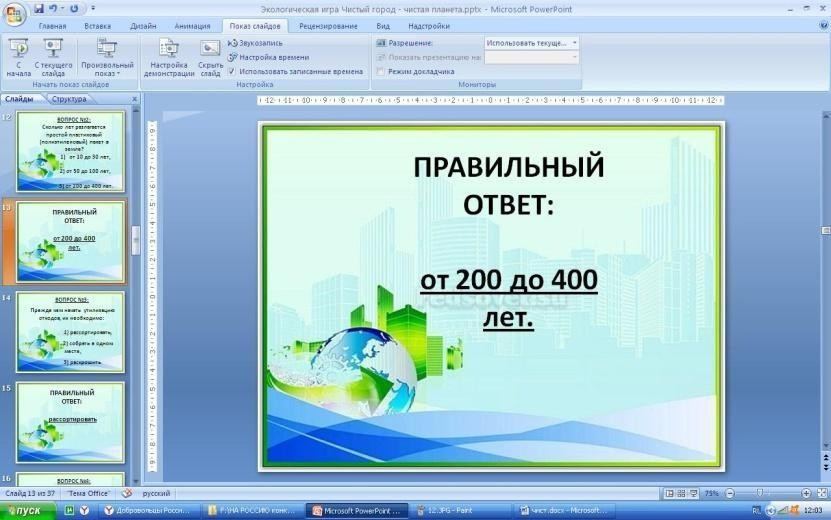 Экологическая игра Чистый город - чистая планета.pptx - Microsoft PowerPoint
Главная Вставка Дизайн Анимация Показ слайдов Рецензирование Вид Надстройки
С начала
С текущего слайда
Произвольный показ
Начать показ слайдов
Настройка демонстрации
Скрыть слайд
Звукозапись
Настройка времени
Использовать записанные времена
Настройка
Разрешение: Использовать текуще...
Показать презентацию на:
Режим докладчика
Мониторы
Слайды Структура
12
ВОПРОС №2:
Сколько лет разлагается
простой пластиковый
(полиэтиленовый) пакет в
земле?
1) от 10 до 30 лет,
2) от 50 до 100 лет,
3) от 200 до 400 лет.
13
ПРАВИЛЬНЫЙ
ОТВЕТ:
от 200 до 400
лет.
14
ВОПРОС №3:
Прежде чем начать утилизацию
отходов, их необходимо:
1) рассортировать,
2) собрать в одном
месте,
3) раскрошить
15
ПРАВИЛЬНЫЙ
ОТВЕТ:
рассортировать
16
ВОПРОС №4:
ПРАВИЛЬНЫЙ
ОТВЕТ:
от 200 до 400
лет.
Слайд 13 из 37 "Тема Office" русский 75%
пуск Добровольцы Росси... F:\НА РОССИЮ конк... Microsoft PowerPoint ... 12.JPG - Paint чист.docx - Microsoft... RU 12:03